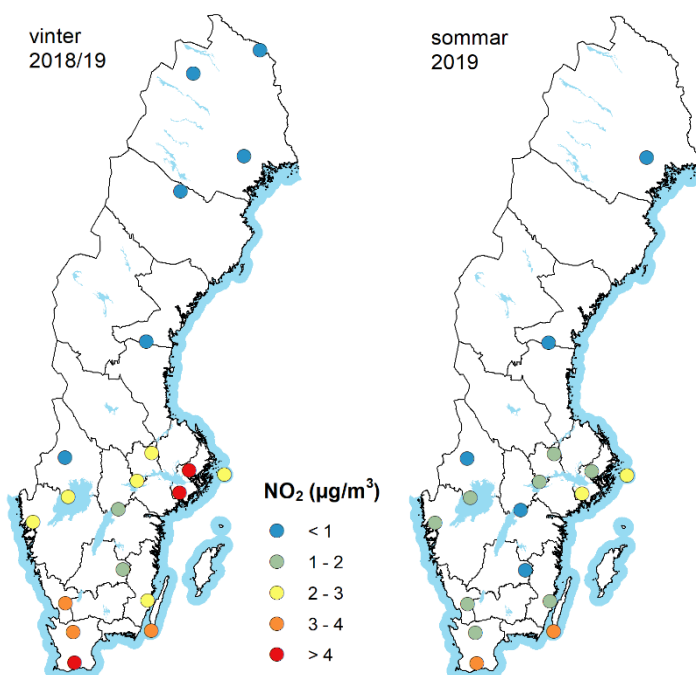 vinter
2018/19
sommar
2019
NO₂ (µg/m³)
< 1
1 - 2
2 - 3
3 - 4
> 4